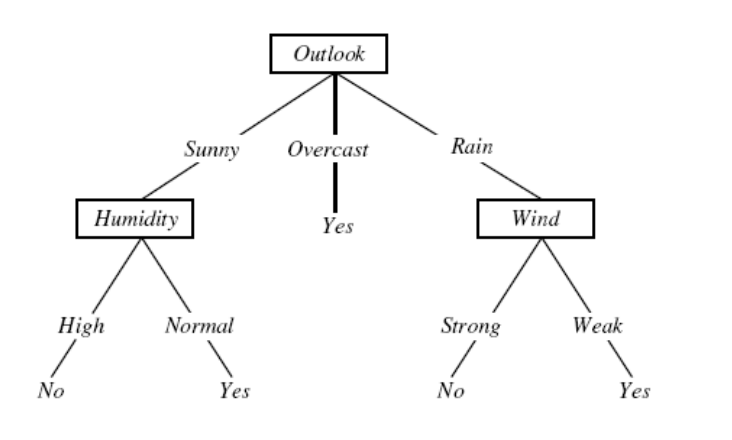 Outlook
Sunny Overcast Rain
Humidity Yes Wind
High Normal Strong Weak
No Yes No Yes